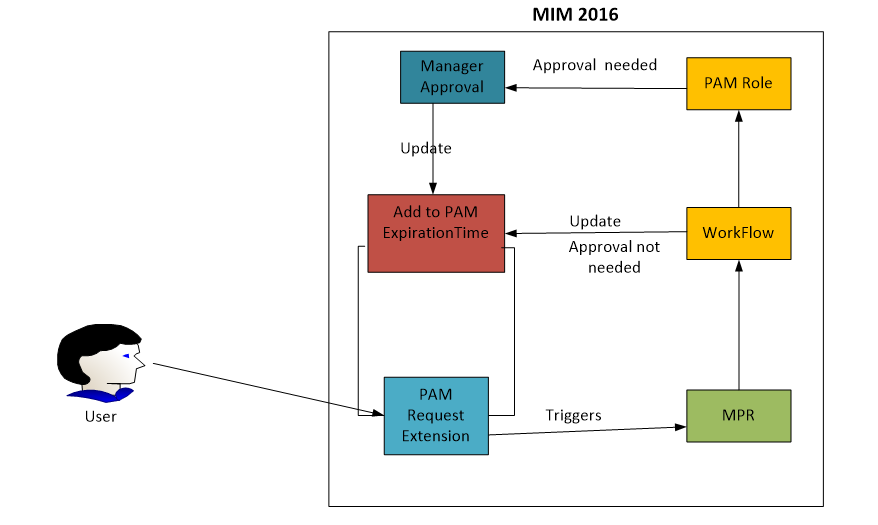 MIM 2016
Manager
Approval
Approval  needed
PAM Role
Update
Add to PAM
ExpirationTime
Update
Approval not
needed
WorkFlow
User
PAM
Request
Extension
Triggers
MPR